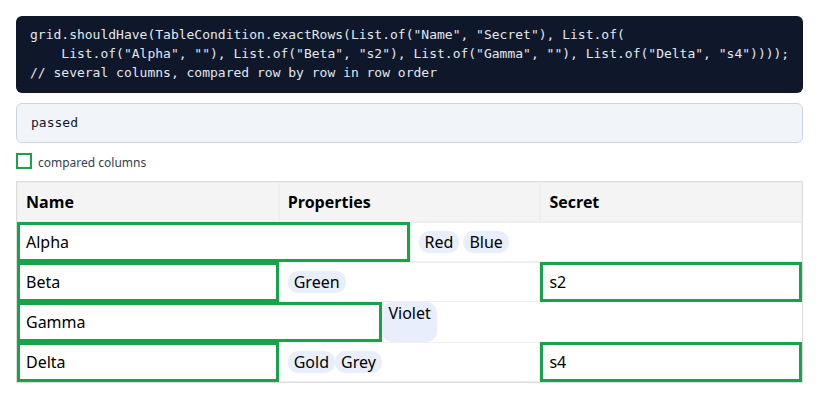 grid.shouldHave(TableCondition.exactRows(List.of("Name", "Secret"), List.of(
    List.of("Alpha", ""), List.of("Beta", "s2"), List.of("Gamma", ""), List.of("Delta", "s4"))));
// several columns, compared row by row in row order
passed
compared columns
Name Properties Secret
Alpha Red Blue
Beta Green s2
Gamma Violet
Delta Gold Grey s4